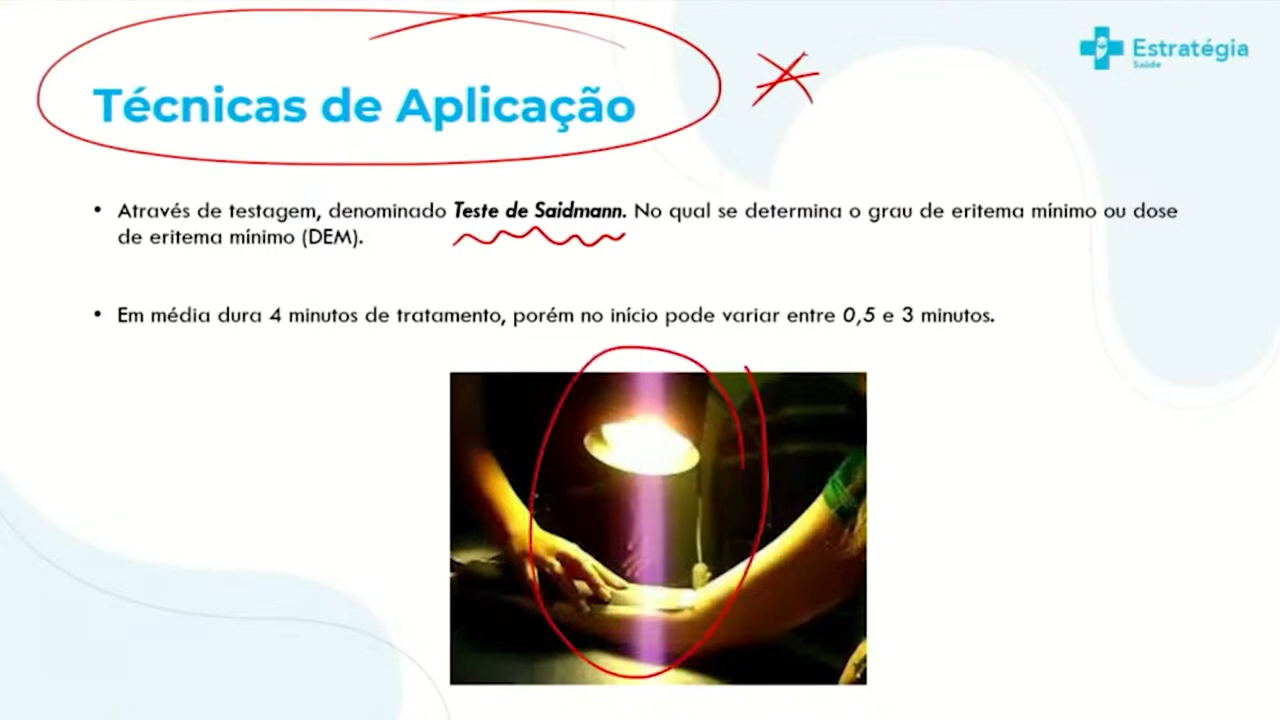 Estratégia
Saúde
Técnicas de Aplicação
• Através de testagem, denominado Teste de Saidmann. No qual se determina o grau de eritema mínimo ou dose
de eritema mínimo (DEM).
• Em média dura 4 minutos de tratamento, porém no início pode variar entre 0,5 e 3 minutos.